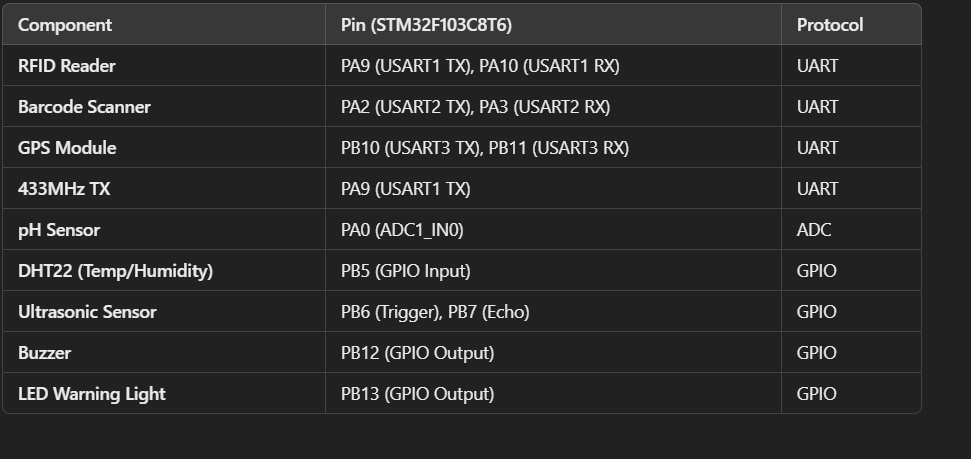 Component Pin (STM32F103C8T6) Protocol
RFID Reader PA9 (USART1 TX), PA10 (USART1 RX) UART
Barcode Scanner PA2 (USART2 TX), PA3 (USART2 RX) UART
GPS Module PB10 (USART3 TX), PB11 (USART3 RX) UART
433MHz TX PA9 (USART1 TX) UART
pH Sensor PA0 (ADC1_IN0) ADC
DHT22 (Temp/Humidity) PB5 (GPIO Input) GPIO
Ultrasonic Sensor PB6 (Trigger), PB7 (Echo) GPIO
Buzzer PB12 (GPIO Output) GPIO
LED Warning Light PB13 (GPIO Output) GPIO